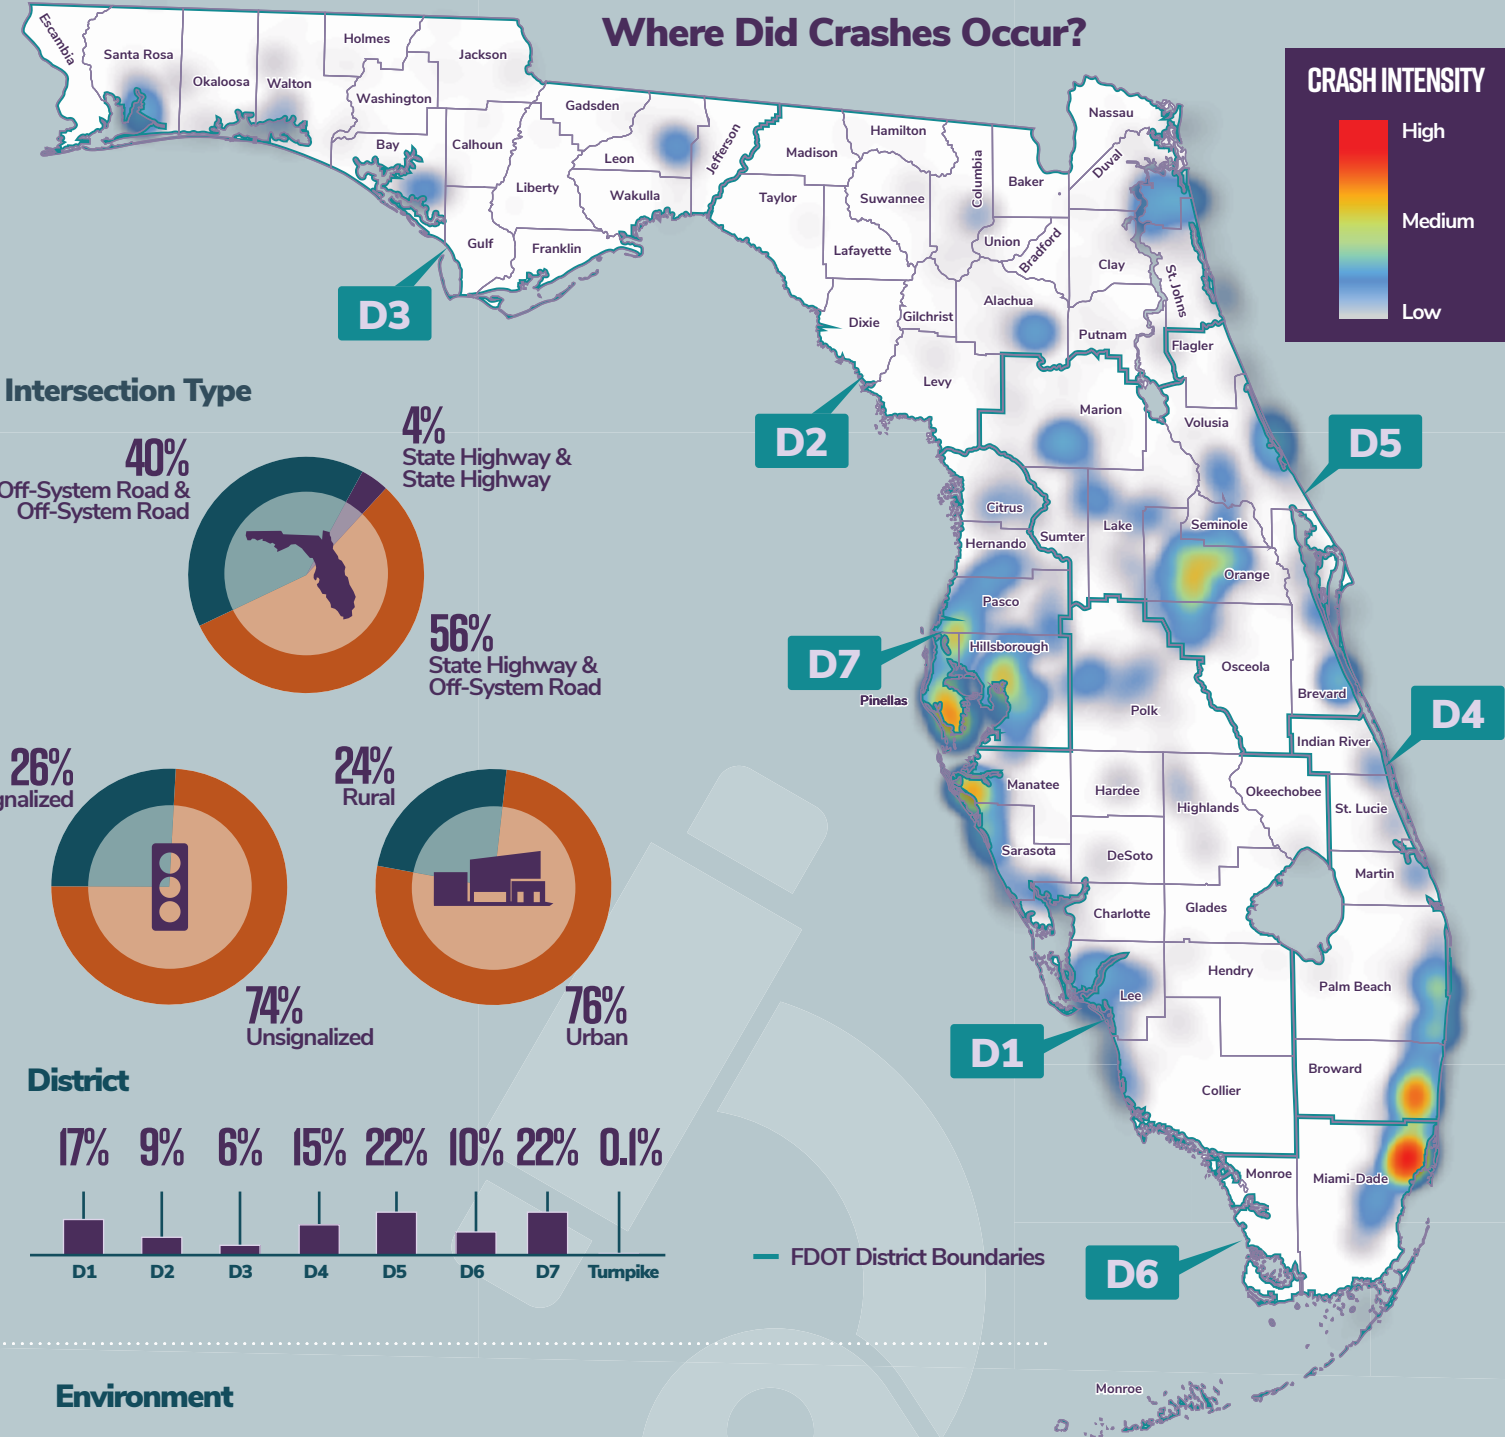 Where Did Crashes Occur?
CRASH INTENSITY
High
Medium
Low
Escambia
Santa Rosa
Okaloosa
Walton
Holmes
Jackson
Washington
Bay
Calhoun
Gadsden
Leon
Liberty
Wakulla
Jefferson
Gulf
Franklin
Madison
Taylor
Hamilton
Suwannee
Lafayette
Columbia
Baker
Nassau
Duval
Union
Bradford
Clay
St. Johns
Dixie
Gilchrist
Alachua
Putnam
Flagler
Levy
Marion
Volusia
Citrus
Hernando
Sumter
Lake
Seminole
Orange
Pasco
Hillsborough
Pinellas
Polk
Osceola
Brevard
Indian River
Manatee
Hardee
Highlands
Okeechobee
St. Lucie
Sarasota
DeSoto
Martin
Charlotte
Glades
Lee
Hendry
Palm Beach
Collier
Broward
Monroe
Miami-Dade
Monroe
D3
D2
D5
D7
D4
D1
D6
Intersection Type
40%
Off-System Road &
Off-System Road
4%
State Highway &
State Highway
56%
State Highway &
Off-System Road
26%
gnalized
74%
Unsignalized
24%
Rural
76%
Urban
District
17% 9% 6% 15% 22% 10% 22% 0.1%
D1 D2 D3 D4 D5 D6 D7 Turnpike
FDOT District Boundaries
Environment